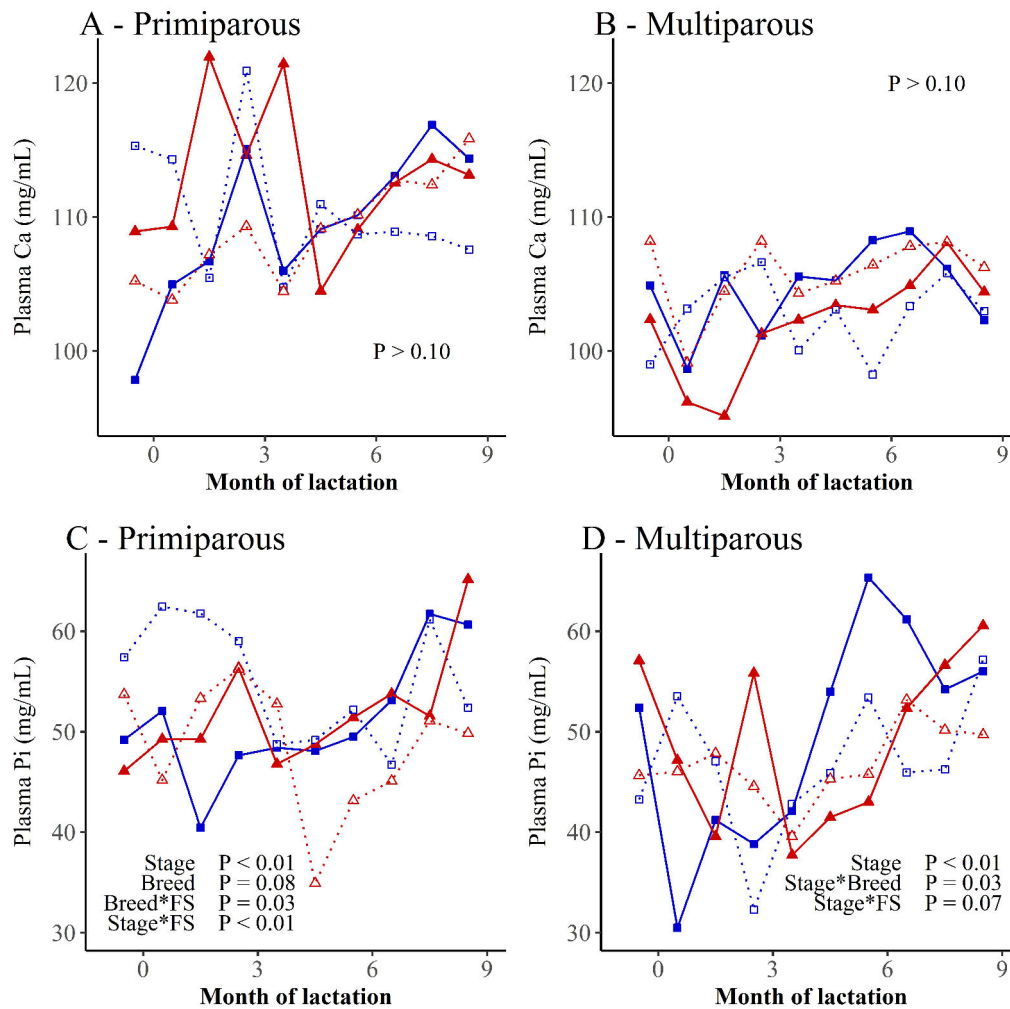 A - Primiparous
B - Multiparous
Plasma Ca (mg/mL)
120
110
100
P > 0.10
0
3
6
9
Month of lactation
Plasma Ca (mg/mL)
120
110
100
P > 0.10
0
3
6
9
Month of lactation
C - Primiparous
D - Multiparous
Plasma Pi (mg/mL)
60
50
40
30
Stage P < 0.01
Breed P = 0.08
Breed*FS P = 0.03
Stage*FS P < 0.01
0
3
6
9
Month of lactation
Plasma Pi (mg/mL)
60
50
40
30
Stage P < 0.01
Stage*Breed P = 0.03
Stage*FS P = 0.07
0
3
6
9
Month of lactation